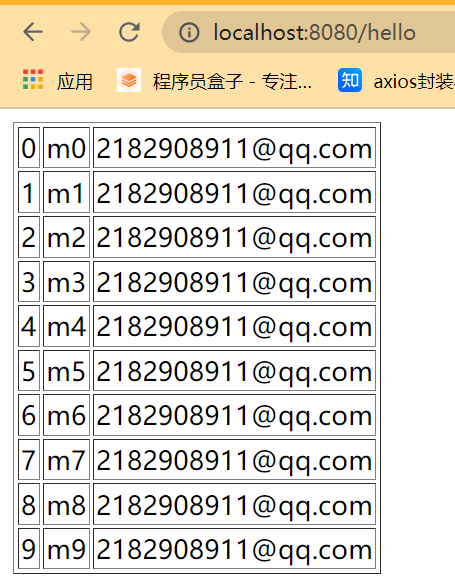 localhost:8080/hello
应用 程序员盒子 - 专注... 知 axios封装
0 m0 2182908911@qq.com
1 m1 2182908911@qq.com
2 m2 2182908911@qq.com
3 m3 2182908911@qq.com
4 m4 2182908911@qq.com
5 m5 2182908911@qq.com
6 m6 2182908911@qq.com
7 m7 2182908911@qq.com
8 m8 2182908911@qq.com
9 m9 2182908911@qq.com